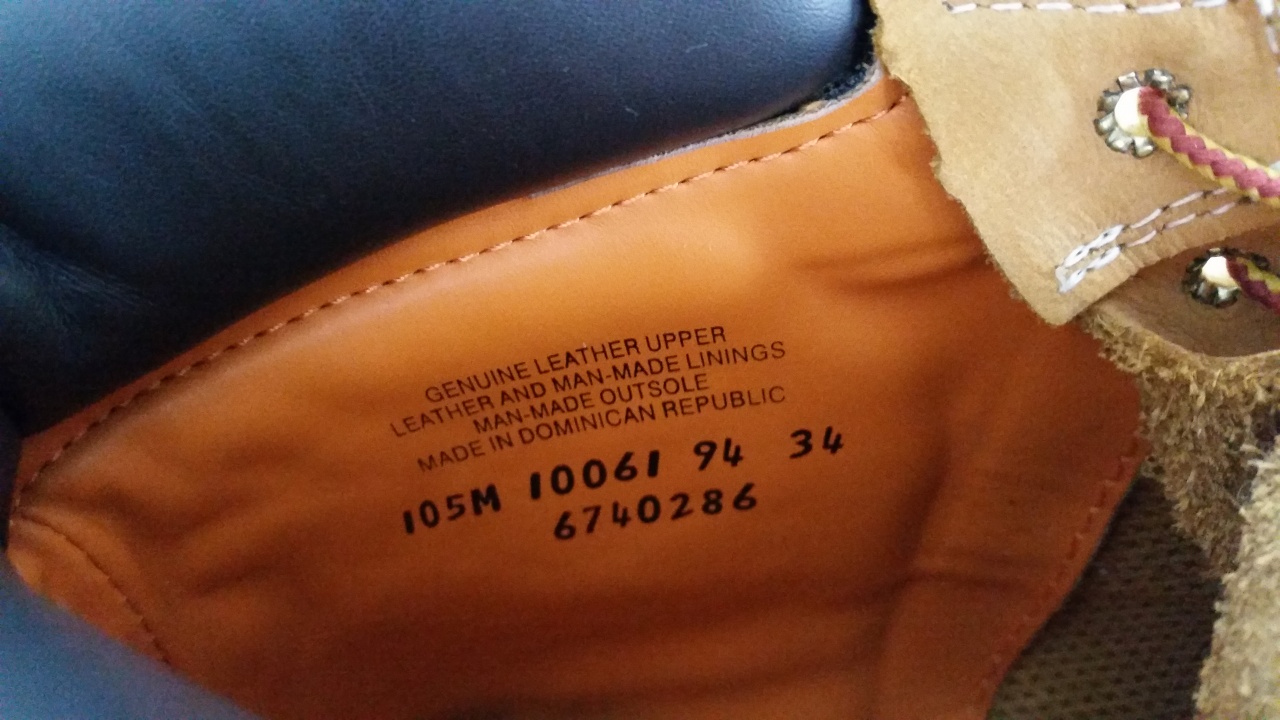 GENUINE LEATHER UPPER
LEATHER AND MAN-MADE LININGS
MAN-MADE OUTSOLE
MADE IN DOMINICAN REPUBLIC
105M 10061 94 34
6740286